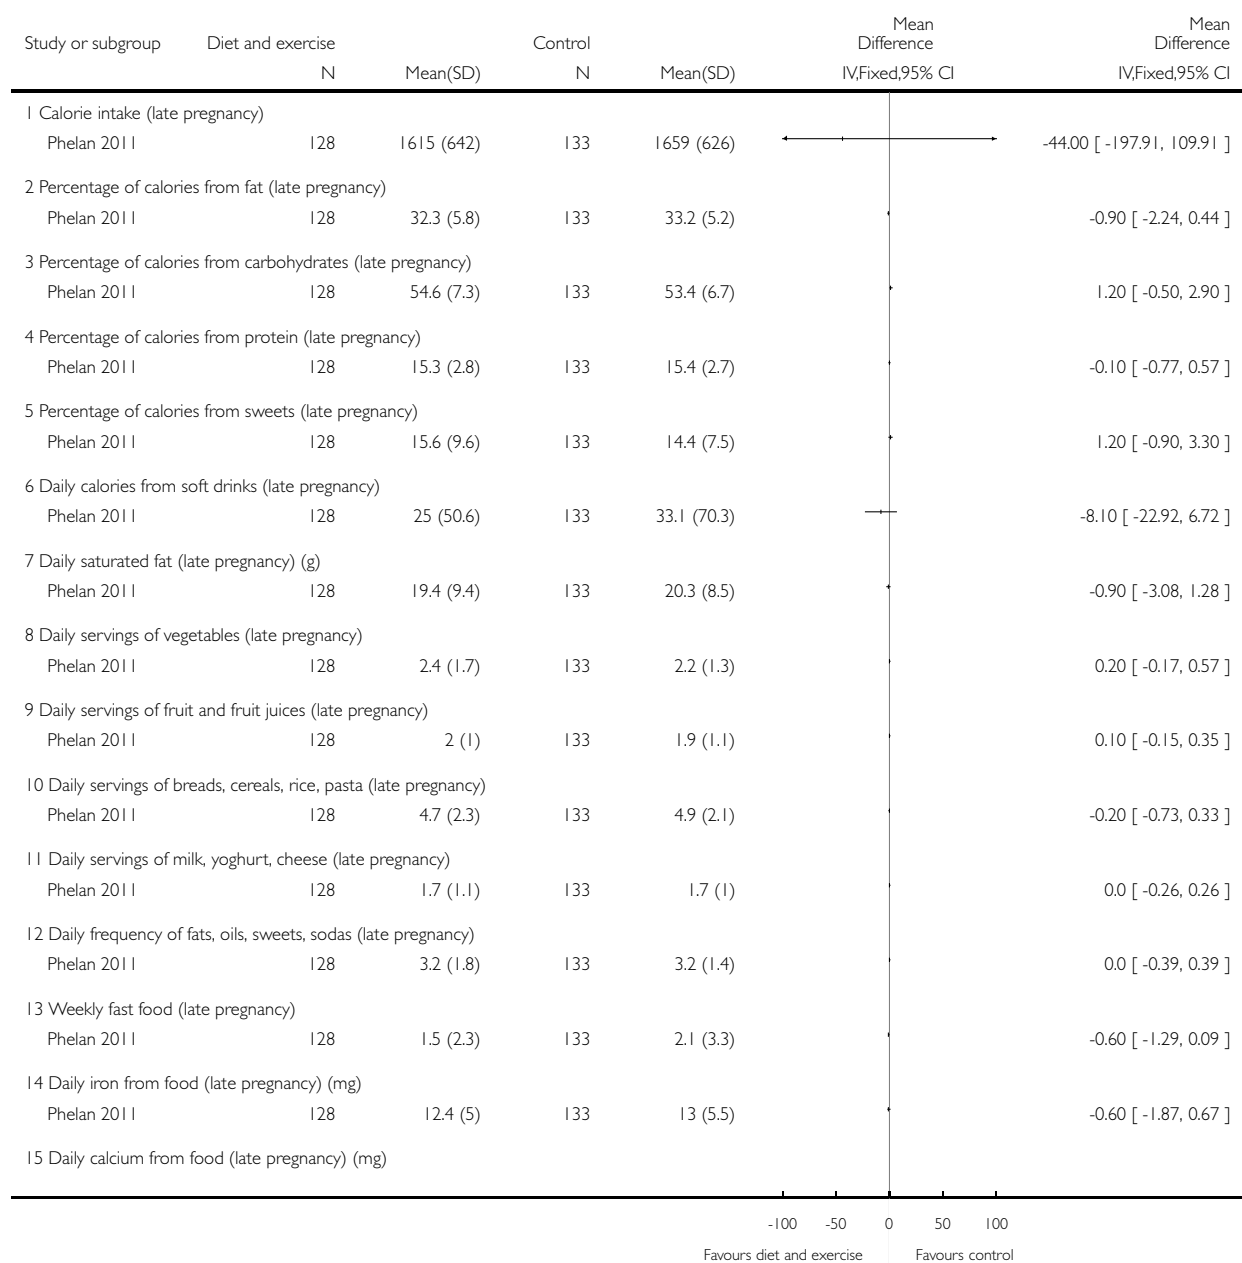 Mean Mean
Study or subgroup Diet and exercise Control Difference Difference
N Mean(SD) N Mean(SD) IV,Fixed,95% CI IV,Fixed,95% CI
1 Calorie intake (late pregnancy)
Phelan 2011 128 1615 (642) 133 1659 (626) -44.00 [ -197.91, 109.91 ]
2 Percentage of calories from fat (late pregnancy)
Phelan 2011 128 32.3 (5.8) 133 33.2 (5.2) -0.90 [ -2.24, 0.44 ]
3 Percentage of calories from carbohydrates (late pregnancy)
Phelan 2011 128 54.6 (7.3) 133 53.4 (6.7) 1.20 [ -0.50, 2.90 ]
4 Percentage of calories from protein (late pregnancy)
Phelan 2011 128 15.3 (2.8) 133 15.4 (2.7) -0.10 [ -0.77, 0.57 ]
5 Percentage of calories from sweets (late pregnancy)
Phelan 2011 128 15.6 (9.6) 133 14.4 (7.5) 1.20 [ -0.90, 3.30 ]
6 Daily calories from soft drinks (late pregnancy)
Phelan 2011 128 25 (50.6) 133 33.1 (70.3) -8.10 [ -22.92, 6.72 ]
7 Daily saturated fat (late pregnancy) (g)
Phelan 2011 128 19.4 (9.4) 133 20.3 (8.5) -0.90 [ -3.08, 1.28 ]
8 Daily servings of vegetables (late pregnancy)
Phelan 2011 128 2.4 (1.7) 133 2.2 (1.3) 0.20 [ -0.17, 0.57 ]
9 Daily servings of fruit and fruit juices (late pregnancy)
Phelan 2011 128 2 (1) 133 1.9 (1.1) 0.10 [ -0.15, 0.35 ]
10 Daily servings of breads, cereals, rice, pasta (late pregnancy)
Phelan 2011 128 4.7 (2.3) 133 4.9 (2.1) -0.20 [ -0.73, 0.33 ]
11 Daily servings of milk, yoghurt, cheese (late pregnancy)
Phelan 2011 128 1.7 (1.1) 133 1.7 (1) 0.0 [ -0.26, 0.26 ]
12 Daily frequency of fats, oils, sweets, sodas (late pregnancy)
Phelan 2011 128 3.2 (1.8) 133 3.2 (1.4) 0.0 [ -0.39, 0.39 ]
13 Weekly fast food (late pregnancy)
Phelan 2011 128 1.5 (2.3) 133 2.1 (3.3) -0.60 [ -1.29, 0.09 ]
14 Daily iron from food (late pregnancy) (mg)
Phelan 2011 128 12.4 (5) 133 13 (5.5) -0.60 [ -1.87, 0.67 ]
15 Daily calcium from food (late pregnancy) (mg)
-100 -50 0 50 100
Favours diet and exercise Favours control